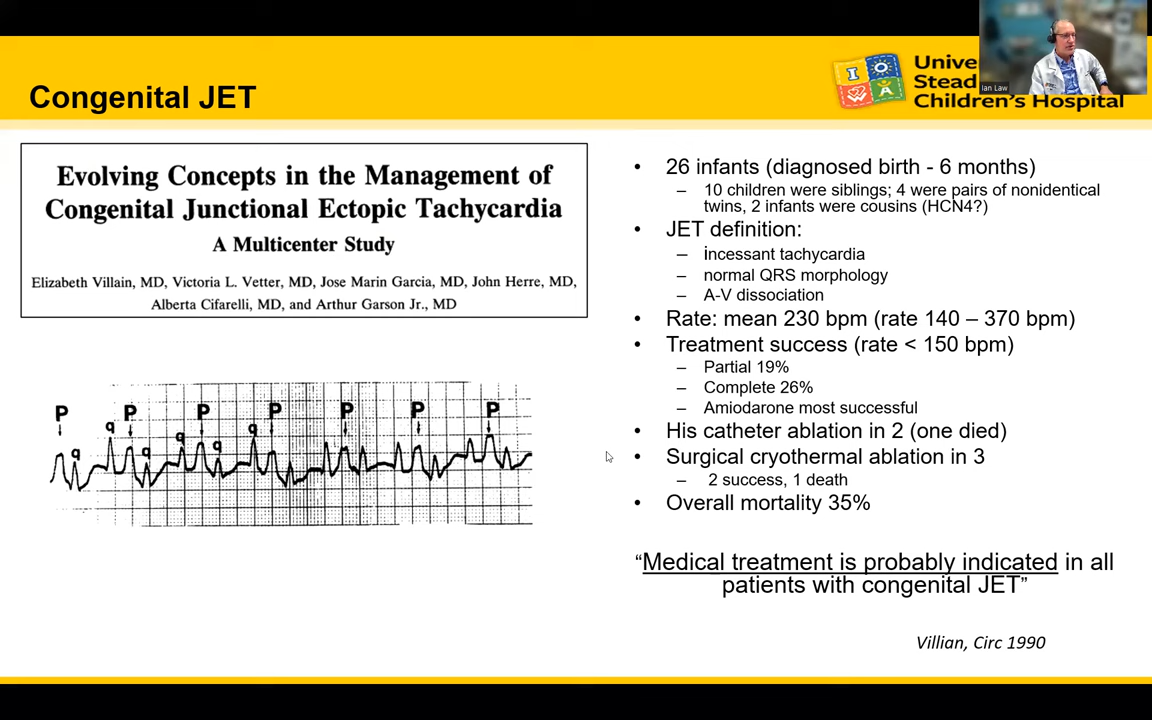 Congenital JET
I O
W A
Unive
Stead
Children's Hospital
Ian Law
Evolving Concepts in the Management of
Congenital Junctional Ectopic Tachycardia
A Multicenter Study
Elizabeth Villain, MD, Victoria L. Vetter, MD, Jose Marin Garcia, MD, John Herre, MD,
Alberta Cifarelli, MD, and Arthur Garson Jr., MD
P P P P P P P
q q q q q q
• 26 infants (diagnosed birth - 6 months)
– 10 children were siblings; 4 were pairs of nonidentical
twins, 2 infants were cousins (HCN4?)
• JET definition:
– incessant tachycardia
– normal QRS morphology
– A-V dissociation
• Rate: mean 230 bpm (rate 140 – 370 bpm)
• Treatment success (rate < 150 bpm)
– Partial 19%
– Complete 26%
– Amiodarone most successful
• His catheter ablation in 2 (one died)
• Surgical cryothermal ablation in 3
– 2 success, 1 death
• Overall mortality 35%
“Medical treatment is probably indicated in all
patients with congenital JET”
Villian, Circ 1990